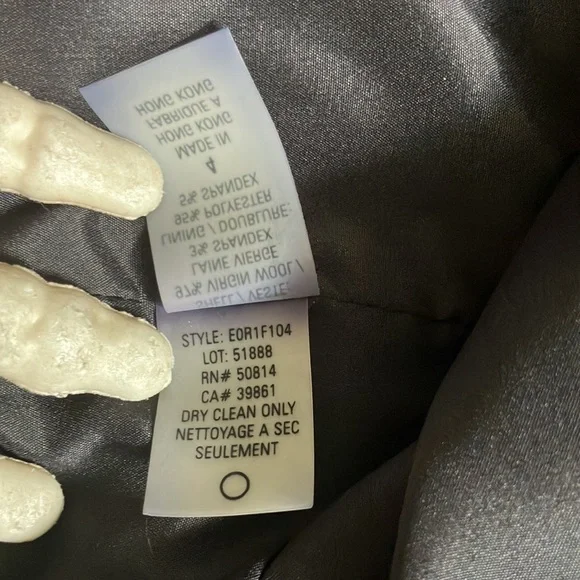 SHELL / VESTE:
97% VIRGIN WOOL /
LAINE VIERGE
3% SPANDEX
LINING / DOUBLURE:
95% POLYESTER
5% SPANDEX
4
MADE IN
HONG KONG
FABRIQUE A
HONG KONG
STYLE: E0R1F104
LOT: 51888
RN# 50814
CA# 39861
DRY CLEAN ONLY
NETTOYAGE A SEC
SEULEMENT